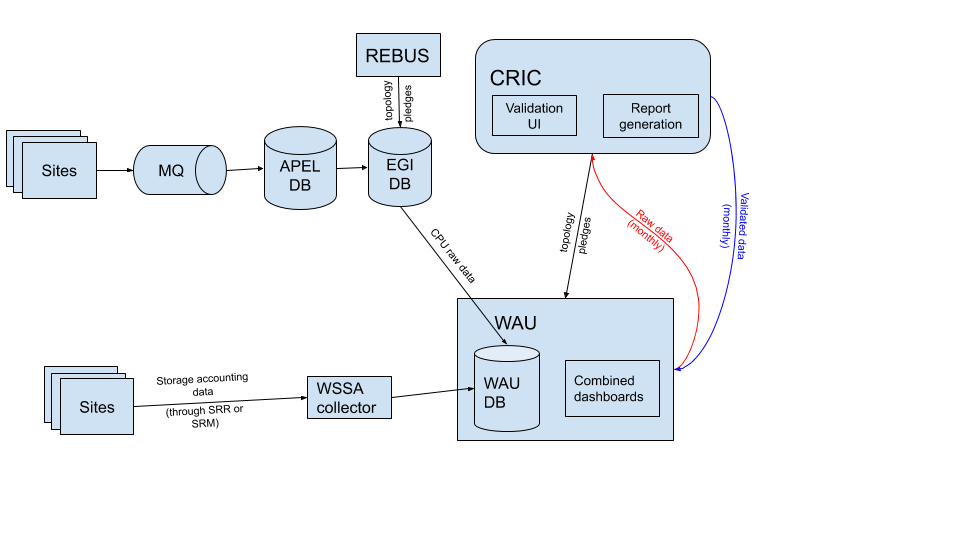 REBUS
topology
pledges
CRIC
Validation
UI
Report
generation
Sites
MQ
APEL
DB
EGI
DB
CPU raw data
topology
pledges
Raw data
(monthly)
Validated data
(monthly)
WAU
WAU
DB
Combined
dashboards
Sites
Storage accounting
data
(through SRR or
SRM)
WSSA
collector